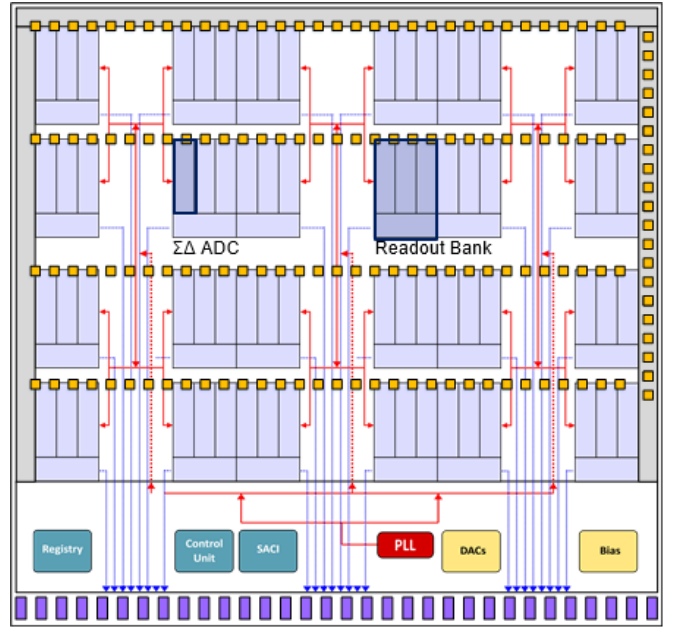 ΣΔ ADC
Readout Bank
Registry
Control
Unit
SACI
PLL
DACs
Bias